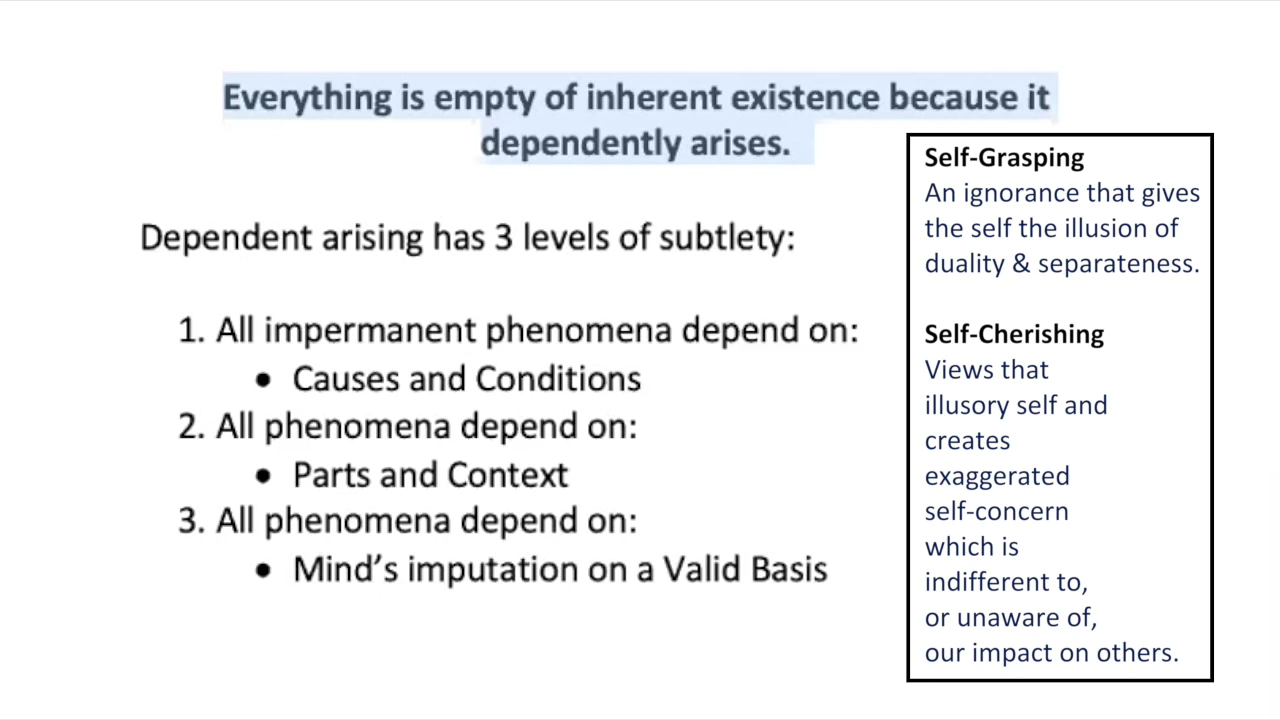 Everything is empty of inherent existence because it
dependently arises.
Dependent arising has 3 levels of subtlety:
1. All impermanent phenomena depend on:
• Causes and Conditions
2. All phenomena depend on:
• Parts and Context
3. All phenomena depend on:
• Mind’s imputation on a Valid Basis
Self-Grasping
An ignorance that gives
the self the illusion of
duality & separateness.
Self-Cherishing
Views that
illusory self and
creates
exaggerated
self-concern
which is
indifferent to,
or unaware of,
our impact on others.